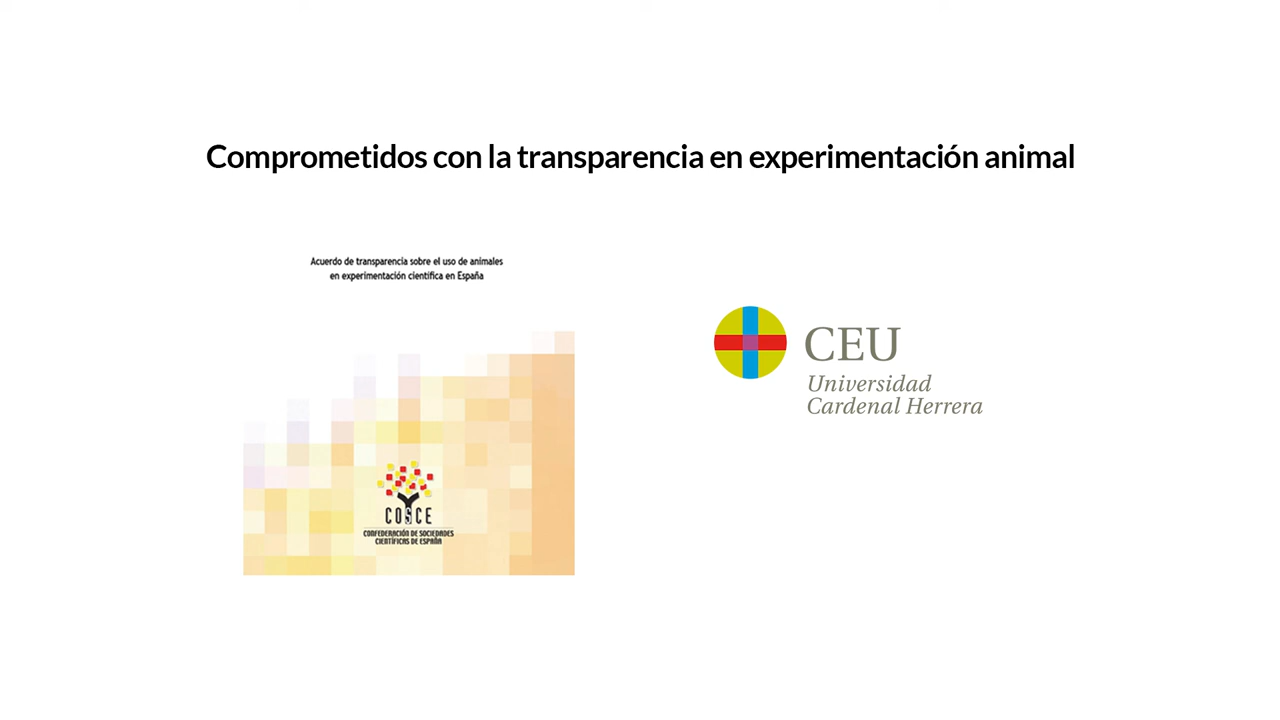 Comprometidos con la transparencia en experimentación animal
Acuerdo de transparencia sobre el uso de animales
en experimentación científica en España
COSCE
CONFEDERACIÓN DE SOCIEDADES
CIENTÍFICAS DE ESPAÑA
CEU
Universidad
Cardenal Herrera